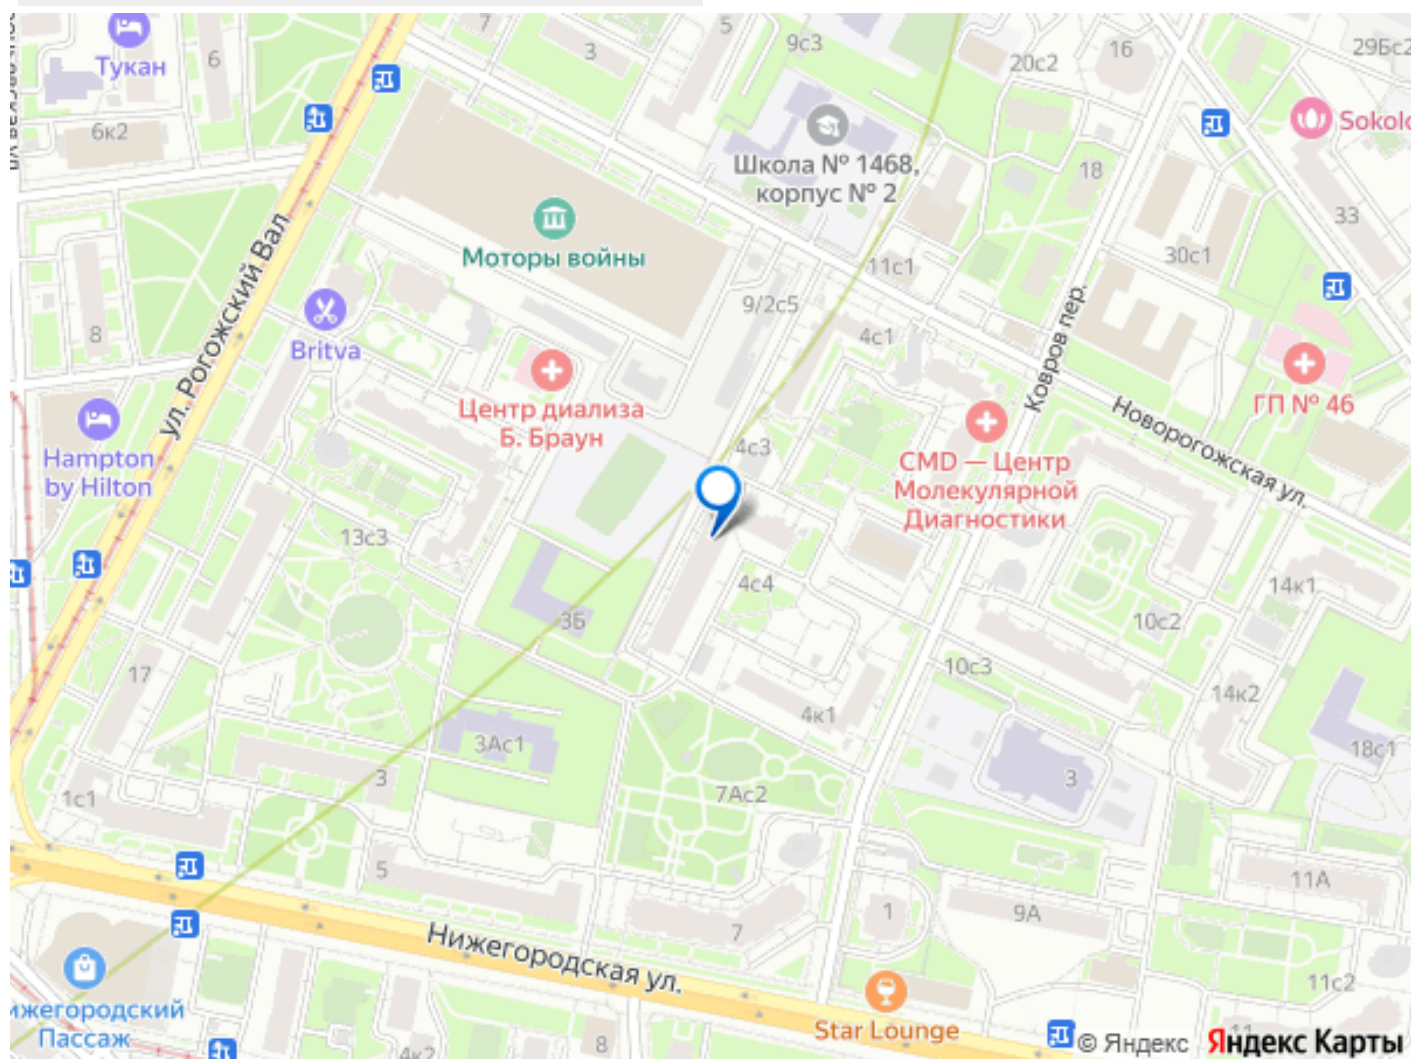 Тукан
6
7
3
5
9с3
20с2
16
29Бс2
6к2
Школа № 1468,
корпус № 2
18
Sokolo
33
Моторы войны
ул. Рогожский Вал
11с1
30с1
9/2с5
8
Britva
4с1
Ковров пер.
Центр диализа
Б. Браун
ГП № 46
Новорогожская ул.
Hampton
by Hilton
4с3
CMD — Центр
Молекулярной
Диагностики
13с3
4с4
14к1
3Б
10с2
10с3
17
14к2
4к1
3Ас1
18с1
3
3
1с1
7Ас2
5
11А
1
9А
7
Нижегородская ул.
11с2
ижегородский
Пассаж
Star Lounge
11
4к2
8
© Яндекс Яндекс Карты